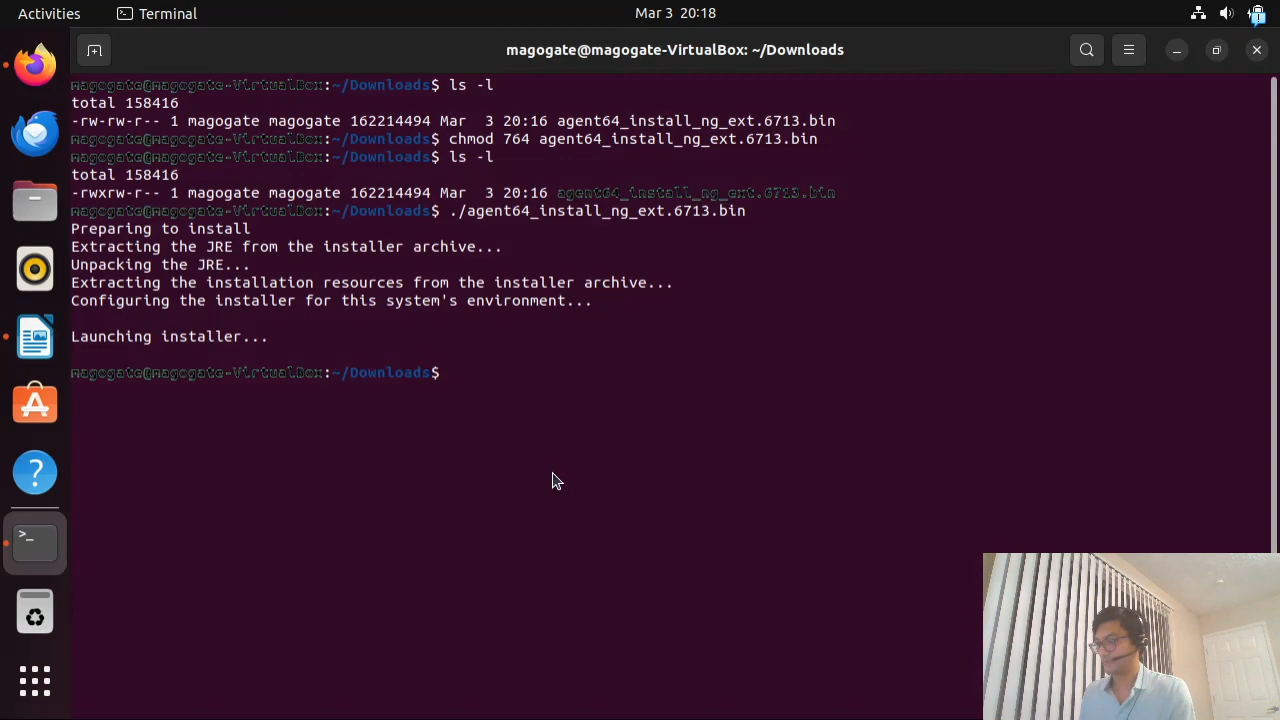 Activities
Terminal
Mar 3 20:18
magogate@magogate-VirtualBox: ~/Downloads
magogate@magogate-VirtualBox:~/Downloads$ ls -l
total 158416
-rw-rw-r-- 1 magogate magogate 162214494 Mar  3 20:16 agent64_install_ng_ext.6713.bin
magogate@magogate-VirtualBox:~/Downloads$ chmod 764 agent64_install_ng_ext.6713.bin
magogate@magogate-VirtualBox:~/Downloads$ ls -l
total 158416
-rwxrw-r-- 1 magogate magogate 162214494 Mar  3 20:16 agent64_install_ng_ext.6713.bin
magogate@magogate-VirtualBox:~/Downloads$ ./agent64_install_ng_ext.6713.bin
Preparing to install
Extracting the JRE from the installer archive...
Unpacking the JRE...
Extracting the installation resources from the installer archive...
Configuring the installer for this system's environment...
Launching installer...
magogate@magogate-VirtualBox:~/Downloads$